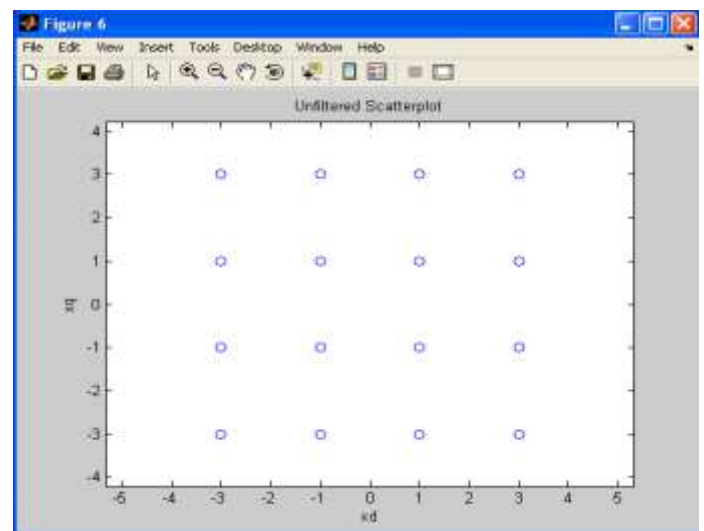 Figure 6
File Edit View Insert Tools Desktop Window Help
Unfiltered Scatterplot
4
3
2
1
0
-1
-2
-3
-4
xq
-5 -4 -3 -2 -1 0 1 2 3 4 5
xd